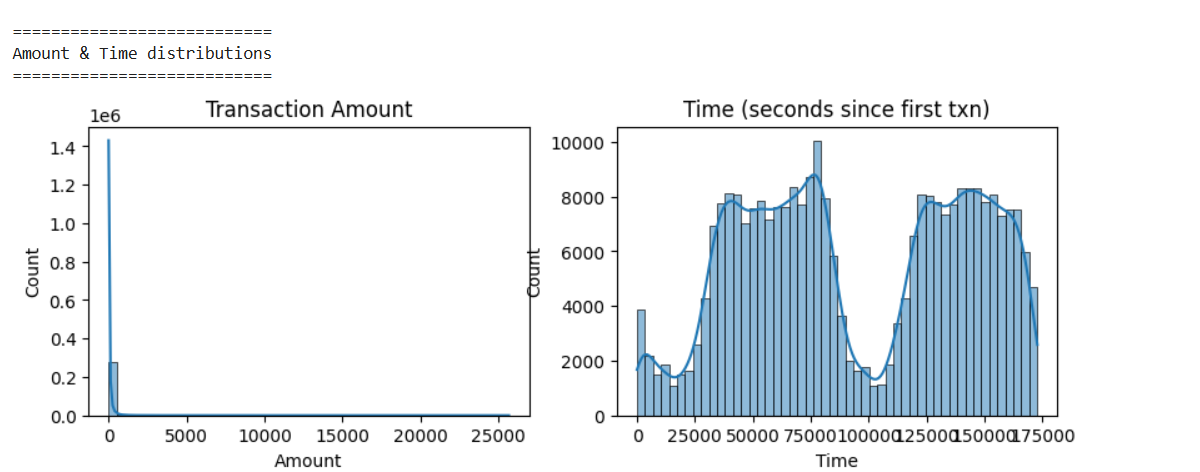 ===========================
Amount & Time distributions
===========================
Transaction Amount
1e6
1.4
1.2
1.0
0.8
0.6
0.4
0.2
0.0
Count
0 5000 10000 15000 20000 25000
Amount
Time (seconds since first txn)
10000
8000
6000
4000
2000
0
Count
0 25000 50000 75000 100000 125000 150000 175000
Time